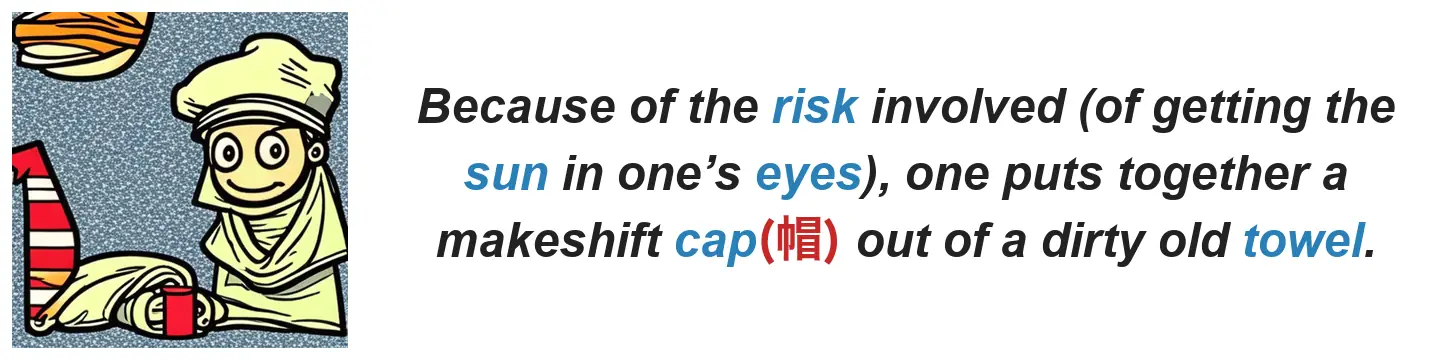 Because of the risk involved (of getting the
sun in one’s eyes), one puts together a
makeshift cap(帽) out of a dirty old towel.